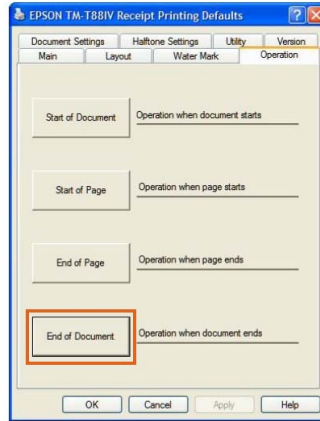 EPSON TM-T88IV Receipt Printing Defaults
Document Settings Halftone Settings Utility Version
Main Layout Water Mark Operation
Start of Document Operation when document starts
Start of Page Operation when page starts
End of Page Operation when page ends
End of Document Operation when document ends
OK Cancel Apply Help